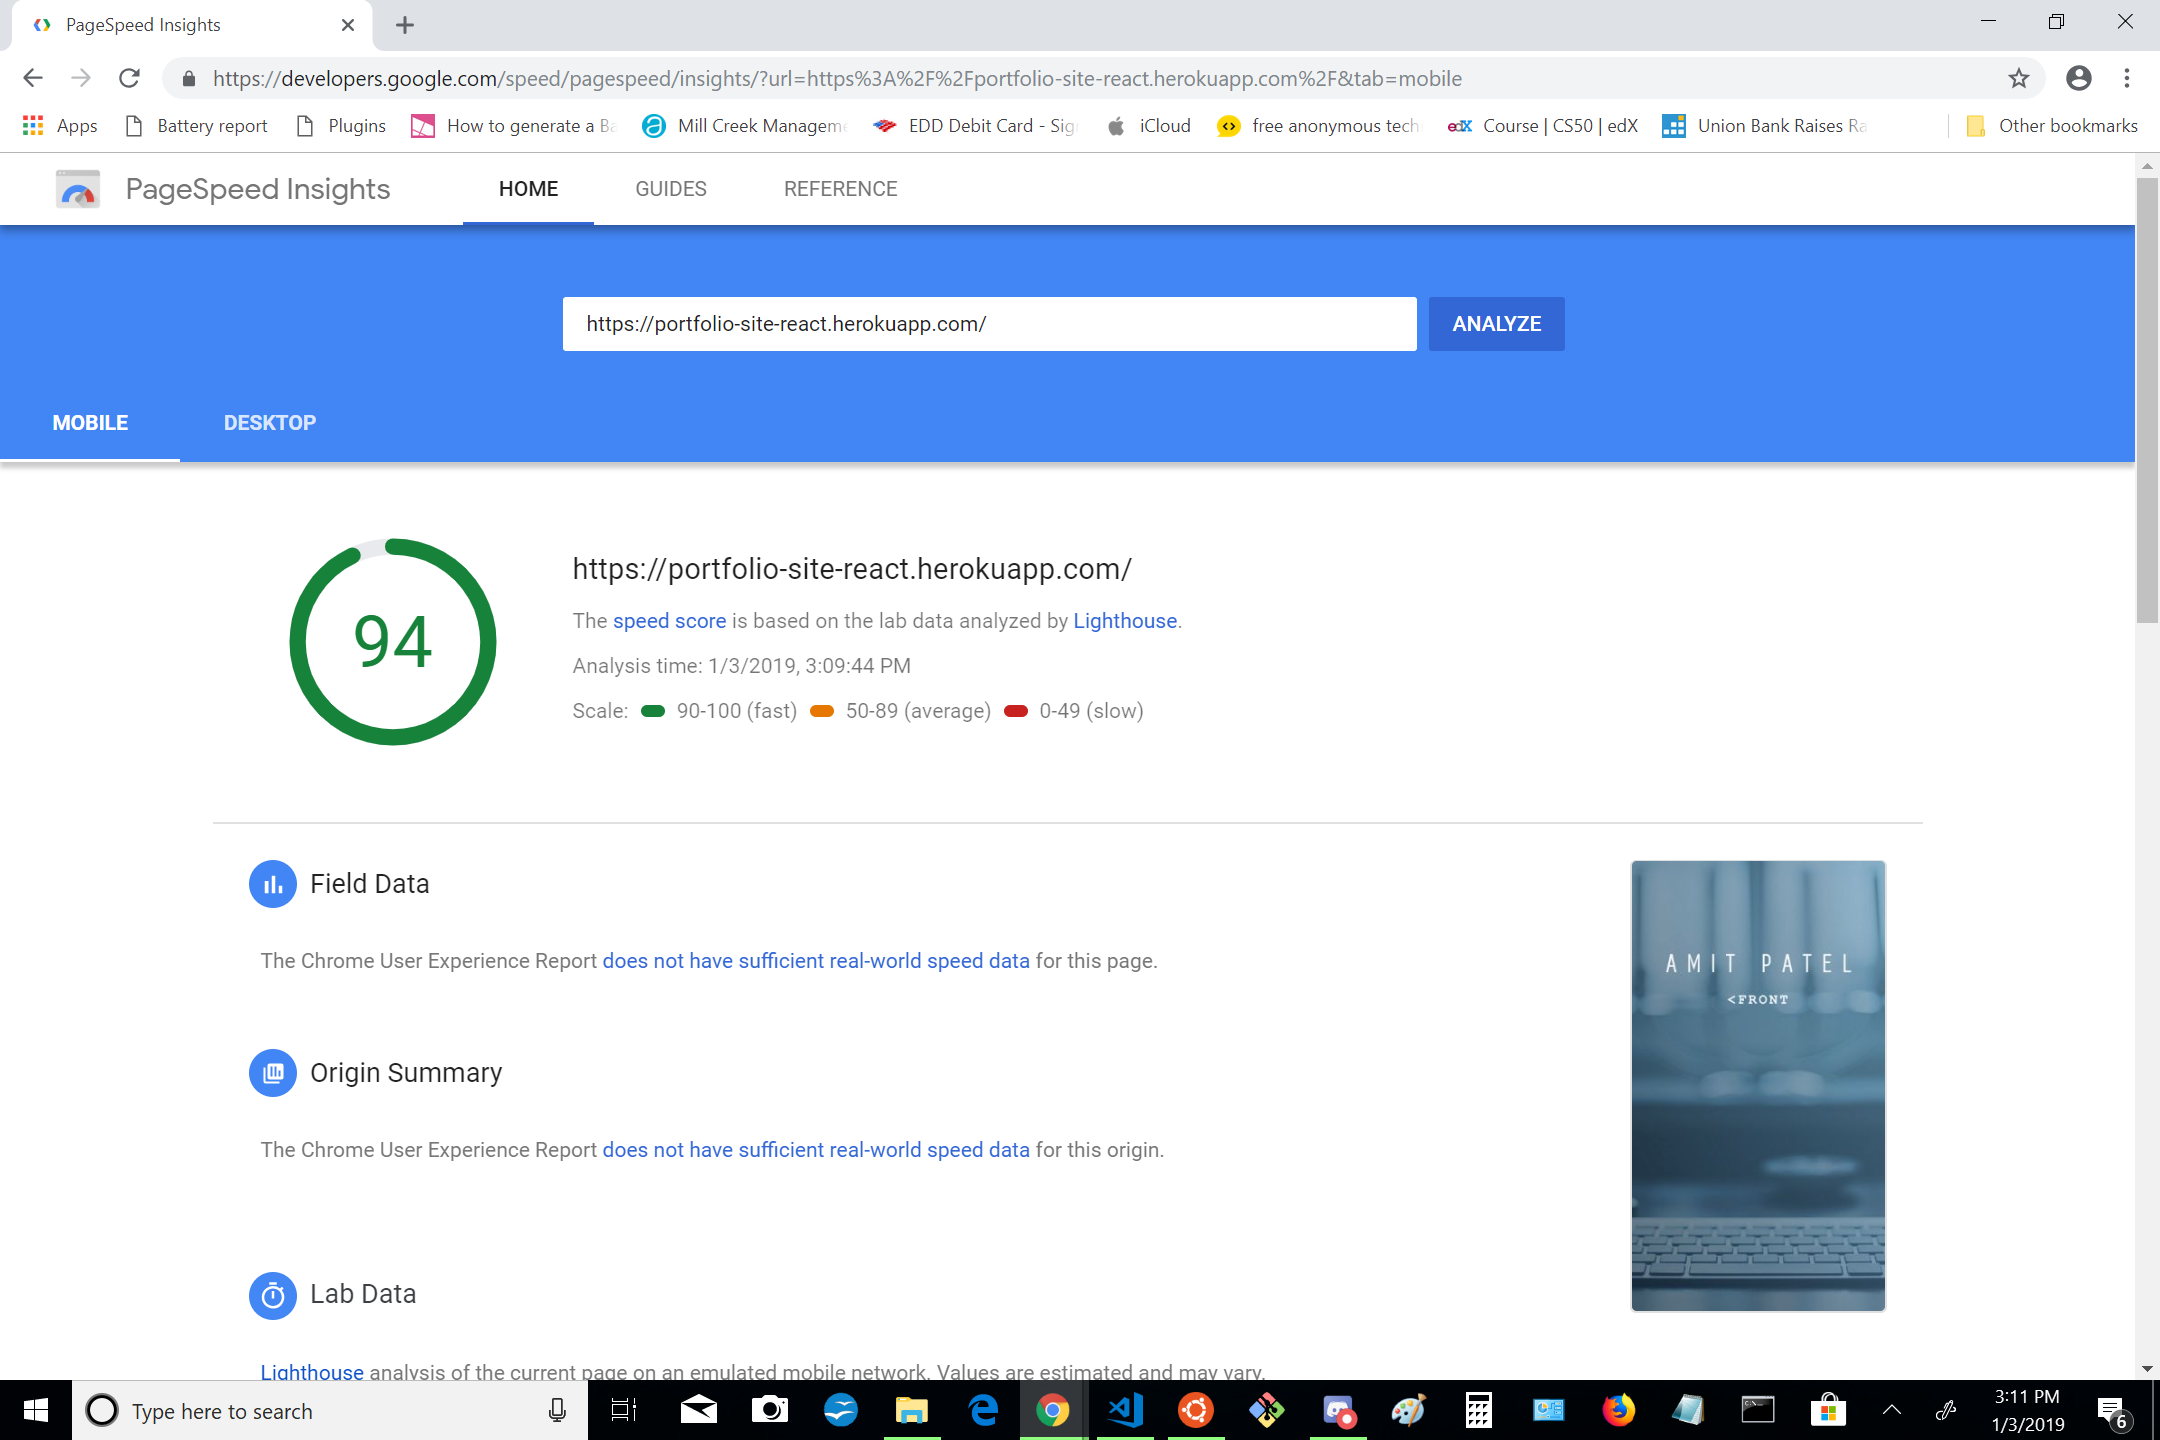 PageSpeed Insights
https://developers.google.com/speed/pagespeed/insights/?url=https%3A%2F%2Fportfolio-site-react.herokuapp.com%2F&tab=mobile
Apps Battery report Plugins How to generate a Ba Mill Creek Managem EDD Debit Card - Sig iCloud free anonymous tech edX Course | CS50 | edX Union Bank Raises Ra Other bookmarks
PageSpeed Insights HOME GUIDES REFERENCE
https://portfolio-site-react.herokuapp.com/ ANALYZE
MOBILE DESKTOP
94
https://portfolio-site-react.herokuapp.com/
The speed score is based on the lab data analyzed by Lighthouse.
Analysis time: 1/3/2019, 3:09:44 PM
Scale: 90-100 (fast) 50-89 (average) 0-49 (slow)
Field Data
The Chrome User Experience Report does not have sufficient real-world speed data for this page.
AMIT PATEL
<FRONT
Origin Summary
The Chrome User Experience Report does not have sufficient real-world speed data for this origin.
Lab Data
Lighthouse analysis of the current page on an emulated mobile network. Values are estimated and may vary.
Type here to search
3:11 PM
1/3/2019
6